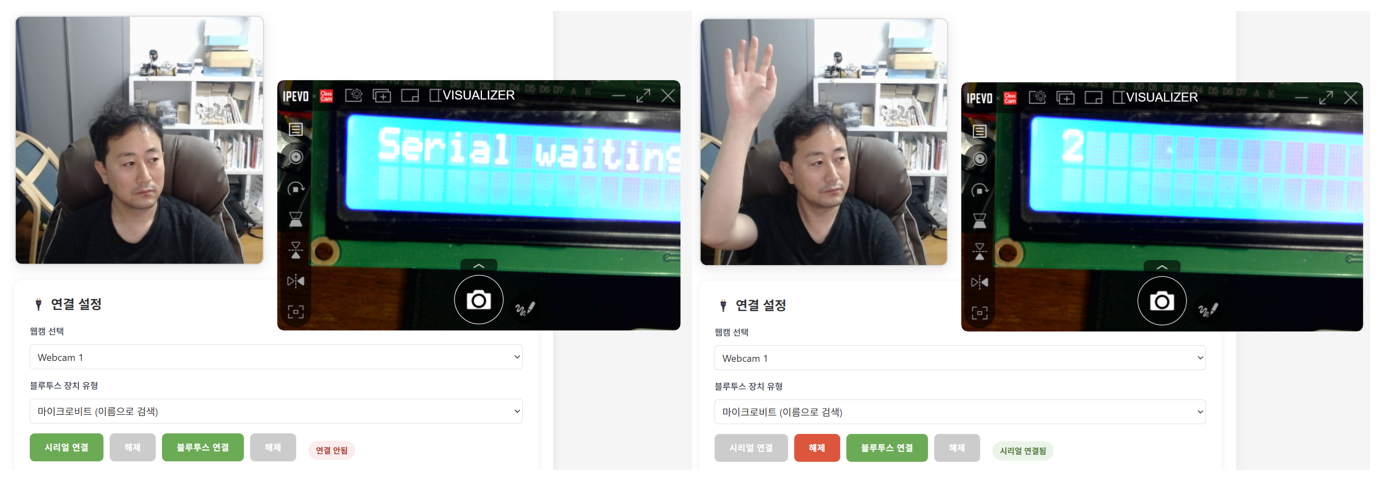 IPEVO
Class Cam
VISUALIZER
Serial waiting
연결 설정
웹캠 선택
Webcam 1
블루투스 장치 유형
마이크로비트 (이름으로 검색)
시리얼 연결
해제
블루투스 연결
해제
연결 안됨
IPEVO
Class Cam
VISUALIZER
2
연결 설정
웹캠 선택
Webcam 1
블루투스 장치 유형
마이크로비트 (이름으로 검색)
시리얼 연결
해제
블루투스 연결
해제
시리얼 연결됨